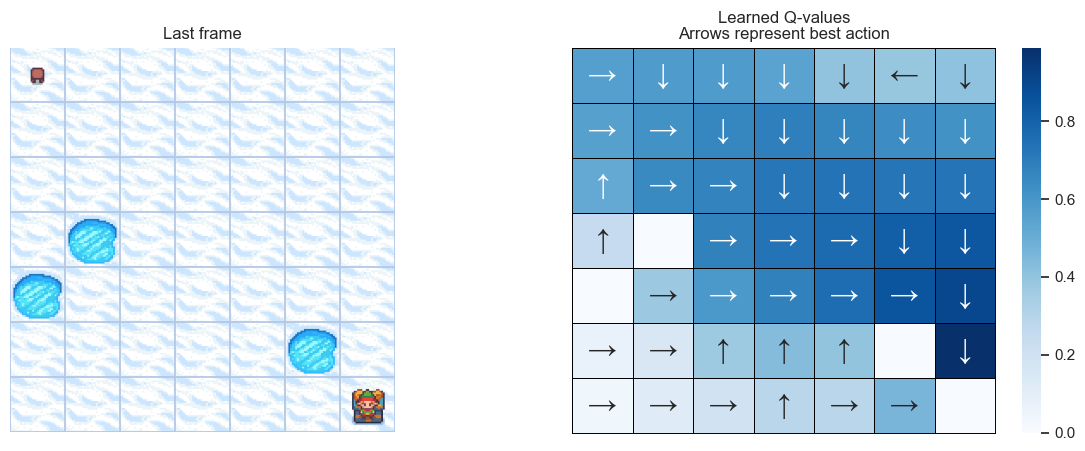 Last frame
Learned Q-values
Arrows represent best action
→ ↓ ↓ ↓ ↓ ← ↓
→ → ↓ ↓ ↓ ↓ ↓
↑ → → ↓ ↓ ↓ ↓
↑ → → → ↓ ↓
→ → → → → ↓
→ → ↑ ↑ ↑ ↓
→ → → ↑ → →
0.8
0.6
0.4
0.2
0.0